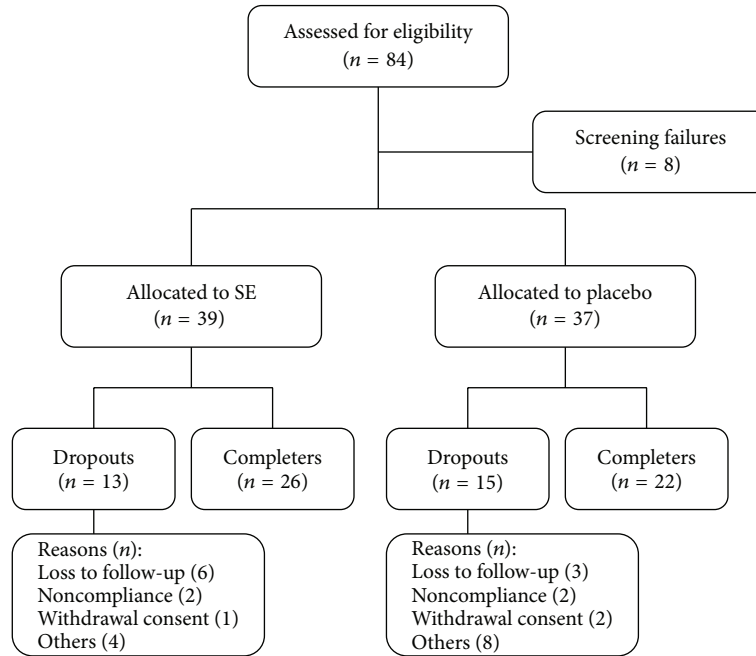 Assessed for eligibility
(n = 84)
Screening failures
(n = 8)
Allocated to SE
(n = 39)
Allocated to placebo
(n = 37)
Dropouts
(n = 13)
Completers
(n = 26)
Dropouts
(n = 15)
Completers
(n = 22)
Reasons (n):
Loss to follow-up (6)
Noncompliance (2)
Withdrawal consent (1)
Others (4)
Reasons (n):
Loss to follow-up (3)
Noncompliance (2)
Withdrawal consent (2)
Others (8)